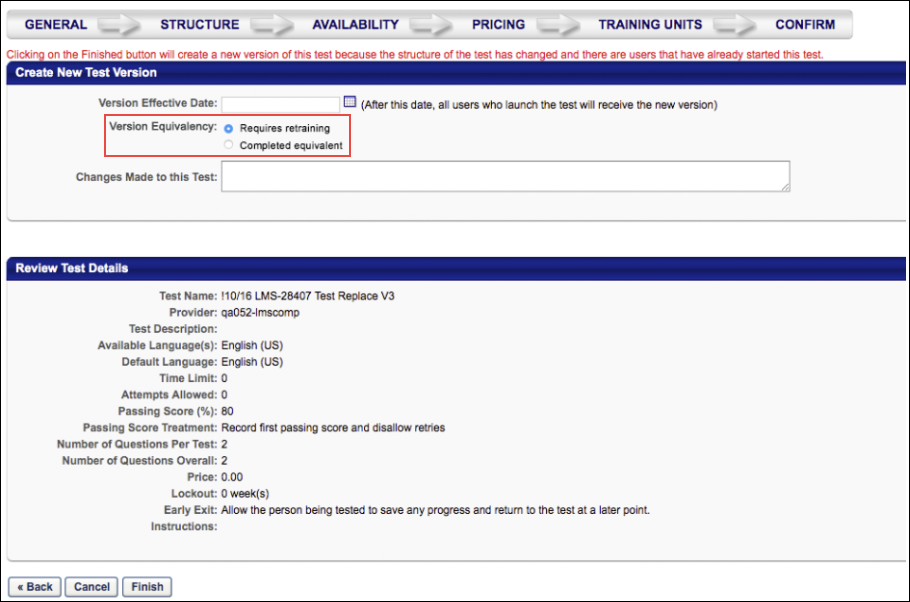 GENERAL STRUCTURE AVAILABILITY PRICING TRAINING UNITS CONFIRM
Clicking on the Finished button will create a new version of this test because the structure of the test has changed and there are users that have already started this test.
Create New Test Version
Version Effective Date: (After this date, all users who launch the test will receive the new version)
Version Equivalency: Requires retraining
Completed equivalent
Changes Made to this Test:
Review Test Details
Test Name: !10/16 LMS-28407 Test Replace V3
Provider: qa052-lmscomp
Test Description:
Available Language(s): English (US)
Default Language: English (US)
Time Limit: 0
Attempts Allowed: 0
Passing Score (%): 80
Passing Score Treatment: Record first passing score and disallow retries
Number of Questions Per Test: 2
Number of Questions Overall: 2
Price: 0.00
Lockout: 0 week(s)
Early Exit: Allow the person being tested to save any progress and return to the test at a later point.
Instructions:
« Back Cancel Finish